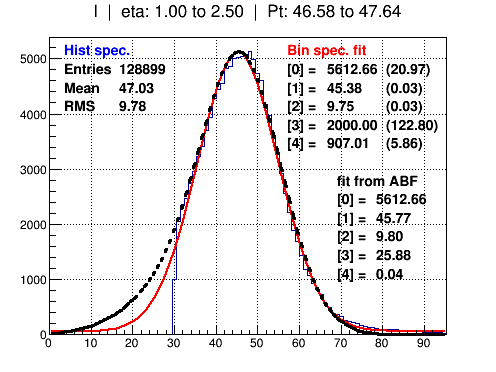 I | eta: 1.00 to 2.50 | Pt: 46.58 to 47.64
Hist spec.
Entries 128899
Mean 47.03
RMS 9.78
Bin spec. fit
[0] = 5612.66 (20.97)
[1] = 45.38 (0.03)
[2] = 9.75 (0.03)
[3] = 2000.00 (122.80)
[4] = 907.01 (5.86)
fit from ABF
[0] = 5612.66
[1] = 45.77
[2] = 9.80
[3] = 25.88
[4] = 0.04
5000
4000
3000
2000
1000
0
0 10 20 30 40 50 60 70 80 90